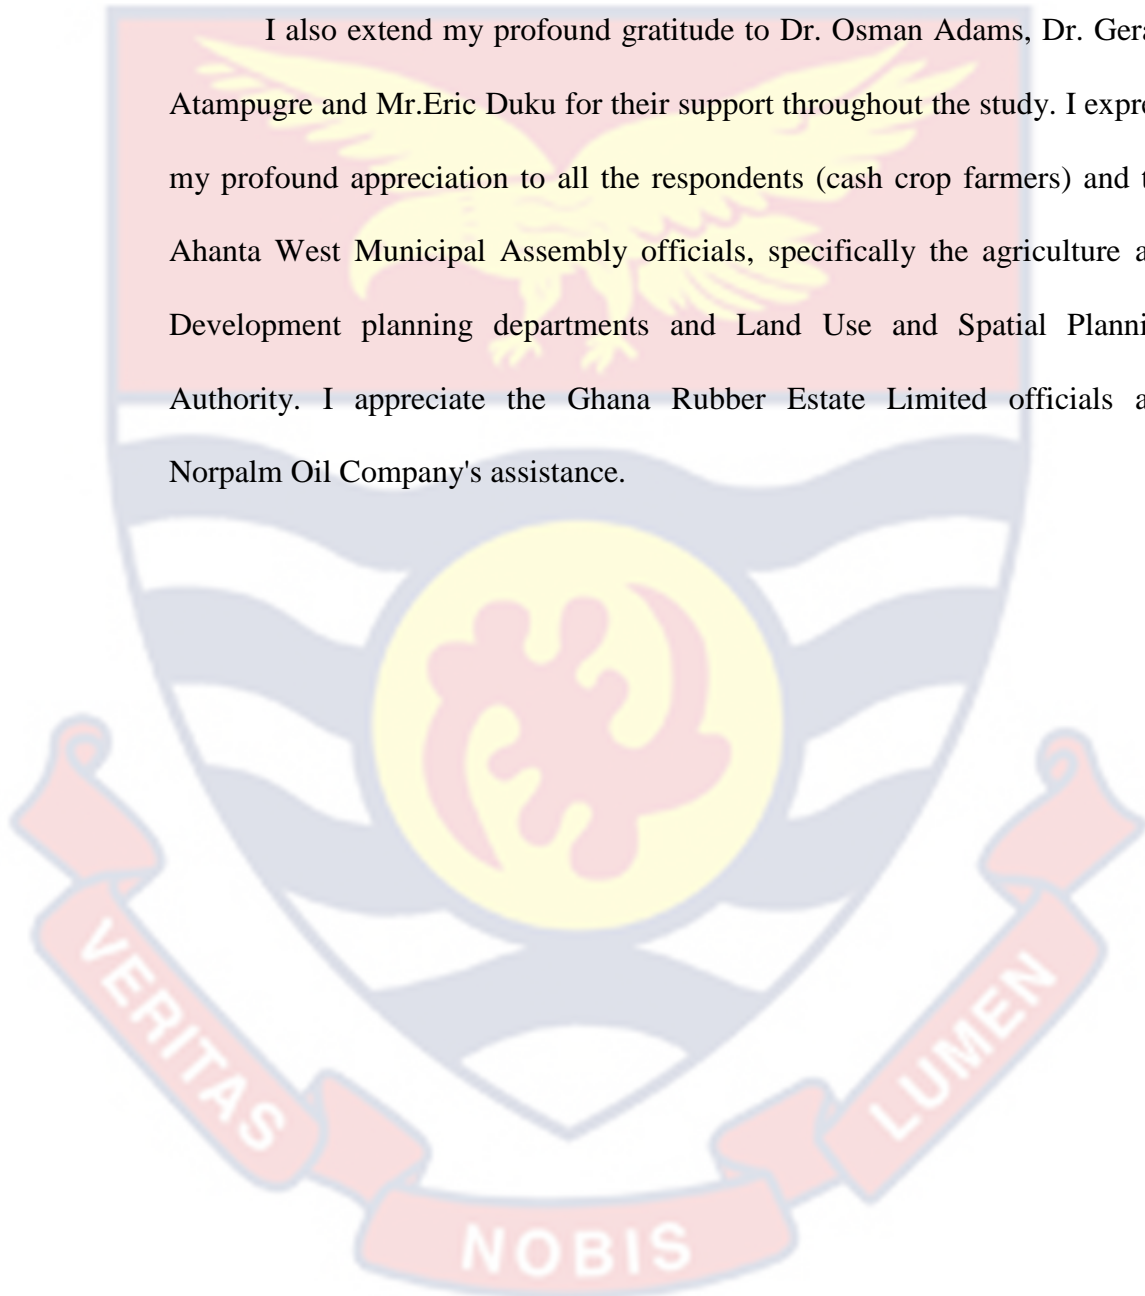 I also extend my profound gratitude to Dr. Osman Adams, Dr. Gera
Atampugre and Mr.Eric Duku for their support throughout the study. I expre
my profound appreciation to all the respondents (cash crop farmers) and t
Ahanta West Municipal Assembly officials, specifically the agriculture a
Development planning departments and Land Use and Spatial Planni
Authority. I appreciate the Ghana Rubber Estate Limited officials a
Norpalm Oil Company's assistance.
VERITAS
NOBIS
LUMEN